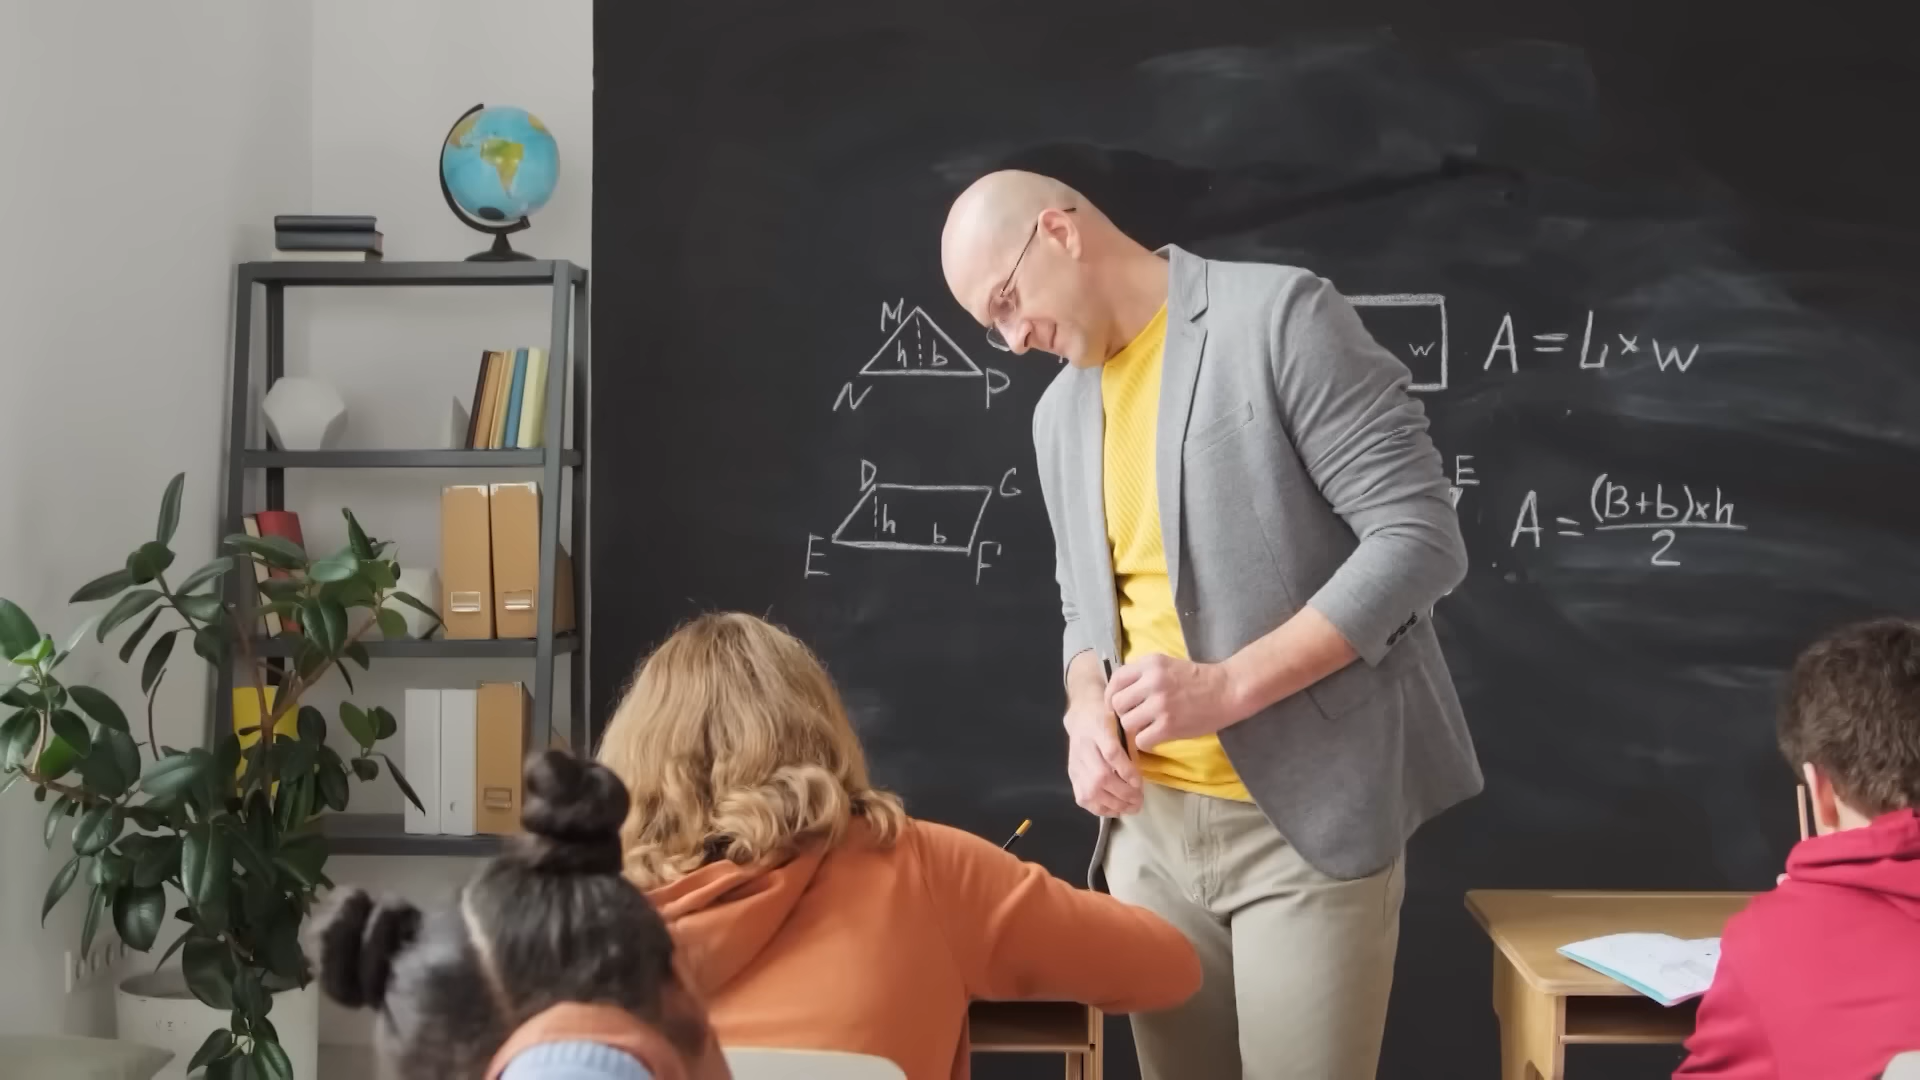 M
h b
N P
w A = L × w
D G
h b
E F
E
A = (B+b)×h
2